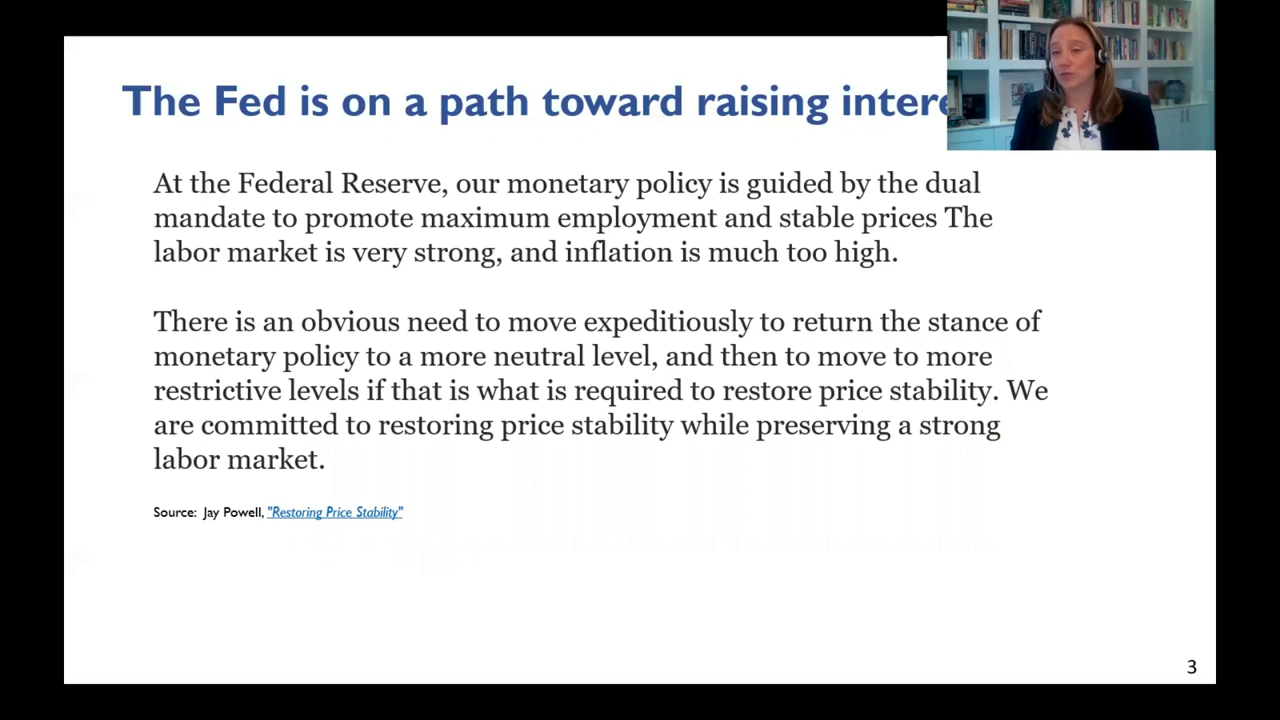 The Fed is on a path toward raising
At the Federal Reserve, our monetary policy is guided by the dual
mandate to promote maximum employment and stable prices The
labor market is very strong, and inflation is much too high.
There is an obvious need to move expeditiously to return the stance of
monetary policy to a more neutral level, and then to move to more
restrictive levels if that is what is required to restore price stability. We
are committed to restoring price stability while preserving a strong
labor market.
Source: Jay Powell, "Restoring Price Stability"
3